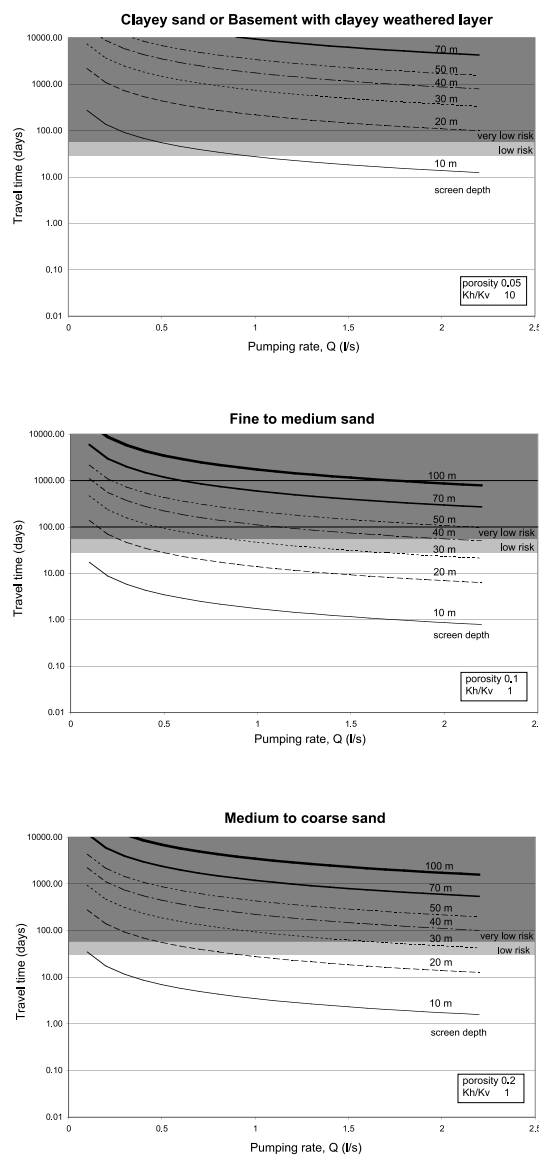 Clayey sand or Basement with clayey weathered layer
10000.00
1000.00
100.00
10.00
1.00
0.10
0.01
Travel time (days)
70 m
50 m
40 m
30 m
20 m
very low risk
low risk
10 m
screen depth
porosity 0.05
Kh/Kv 10
0 0.5 1 1.5 2 2.5
Pumping rate, Q (l/s)
Fine to medium sand
10000.00
1000.00
100.00
10.00
1.00
0.10
0.01
Travel time (days)
100 m
70 m
50 m
40 m
very low risk
30 m
low risk
20 m
10 m
screen depth
porosity 0.1
Kh/Kv 1
0 0.5 1 1.5 2 2.5
Pumping rate, Q (l/s)
Medium to coarse sand
10000.00
1000.00
100.00
10.00
1.00
0.10
0.01
Travel time (days)
100 m
70 m
50 m
40 m
30 m
very low risk
low risk
20 m
10 m
screen depth
porosity 0.2
Kh/Kv 1
0 0.5 1 1.5 2 2.5
Pumping rate, Q (l/s)